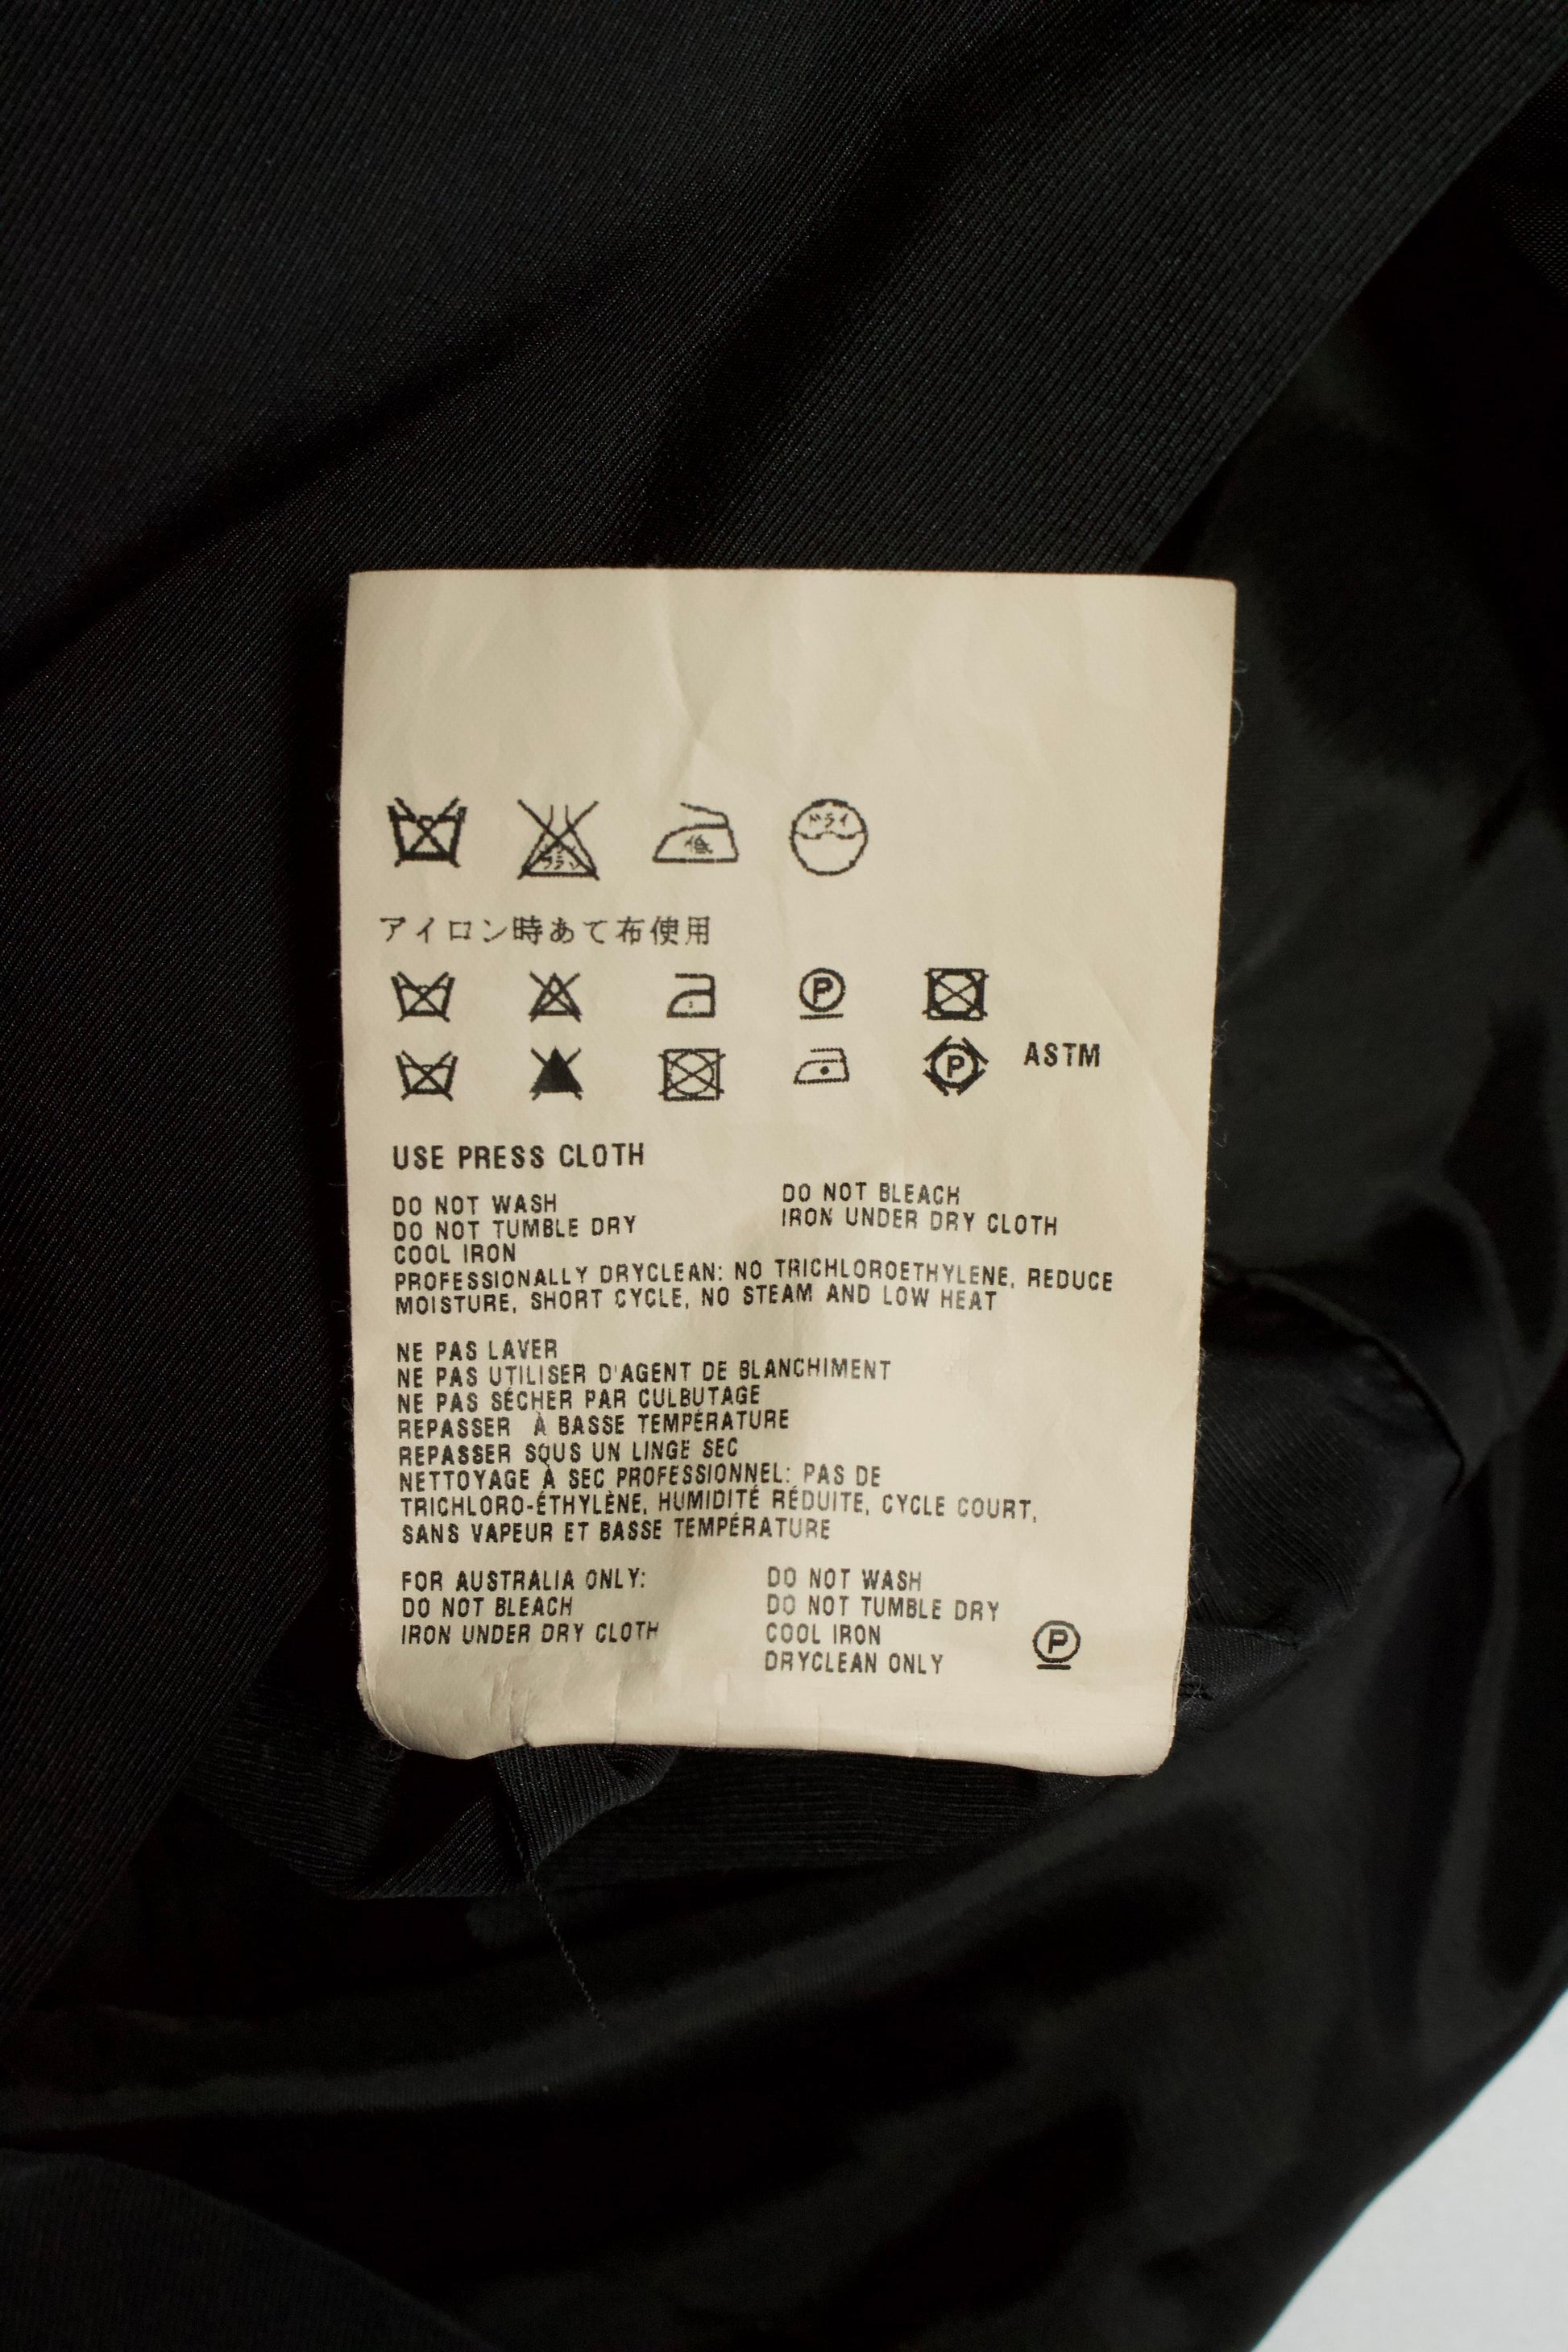 ドライ
低
アイロン時あて布使用
P
P
ASTM
USE PRESS CLOTH
DO NOT WASH
DO NOT TUMBLE DRY
COOL IRON
DO NOT BLEACH
IRON UNDER DRY CLOTH
PROFESSIONALLY DRYCLEAN: NO TRICHLOROETHYLENE, REDUCE
MOISTURE, SHORT CYCLE, NO STEAM AND LOW HEAT
NE PAS LAVER
NE PAS UTILISER D'AGENT DE BLANCHIMENT
NE PAS SÉCHER PAR CULBUTAGE
REPASSER À BASSE TEMPÉRATURE
REPASSER SOUS UN LINGE SEC
NETTOYAGE À SEC PROFESSIONNEL: PAS DE
TRICHLORO-ÉTHYLÈNE, HUMIDITÉ RÉDUITE, CYCLE COURT,
SANS VAPEUR ET BASSE TEMPÉRATURE
FOR AUSTRALIA ONLY:
DO NOT BLEACH
IRON UNDER DRY CLOTH
DO NOT WASH
DO NOT TUMBLE DRY
COOL IRON
DRYCLEAN ONLY
P